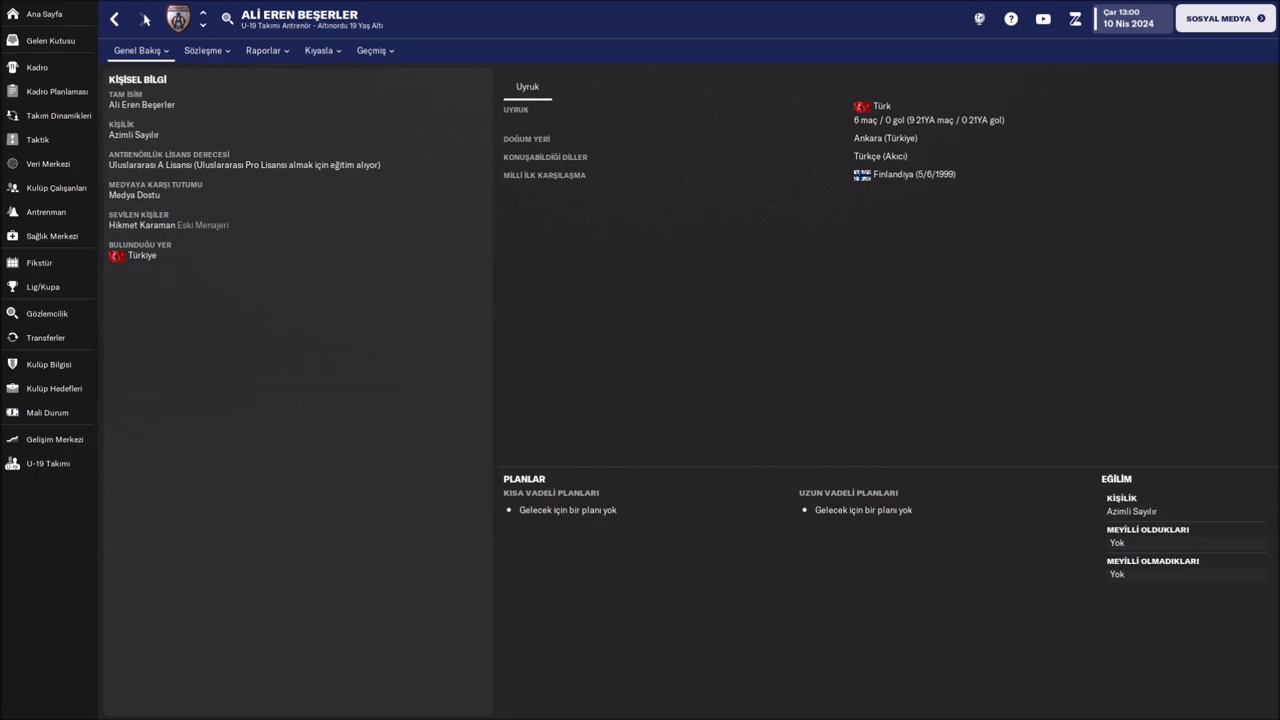 Ana Sayfa
Gelen Kutusu
Kadro
Kadro Planlaması
Takım Dinamikleri
Taktik
Veri Merkezi
Kulüp Çalışanları
Antrenman
Sağlık Merkezi
Fikstür
Lig/Kupa
Gözlemcilik
Transferler
Kulüp Bilgisi
Kulüp Hedefleri
Mali Durum
Gelişim Merkezi
U-19 Takımı
ALİ EREN BEŞERLER
U-19 Takımı Antrenör - Altınordu 19 Yaş Altı
Çar 13:00
10 Nis 2024
SOSYAL MEDYA
Genel Bakış
Sözleşme
Raporlar
Kıyasla
Geçmiş
KİŞİSEL BİLGİ
TAM İSİM
Ali Eren Beşerler
KİŞİLİK
Azimli Sayılır
ANTRENÖRLÜK LİSANS DERECESİ
Uluslararası A Lisansı (Uluslararası Pro Lisansı almak için eğitim alıyor)
MEDYAYA KARŞI TUTUMU
Medya Dostu
SEVİLEN KİŞİLER
Hikmet Karaman Eski Menajeri
BULUNDUĞU YER
Türkiye
Uyruk
UYRUK
Türk
6 maç / 0 gol (9 21YA maç / 0 21YA gol)
DOĞUM YERİ
Ankara (Türkiye)
KONUŞABİLDİĞİ DİLLER
Türkçe (Akıcı)
MİLLİ İLK KARŞILAŞMA
Finlandiya (5/6/1999)
PLANLAR
KISA VADELİ PLANLARI
Gelecek için bir planı yok
UZUN VADELİ PLANLARI
Gelecek için bir planı yok
EĞİLİM
KİŞİLİK
Azimli Sayılır
MEYİLLİ OLDUKLARI
Yok
MEYİLLİ OLMADIKLARI
Yok